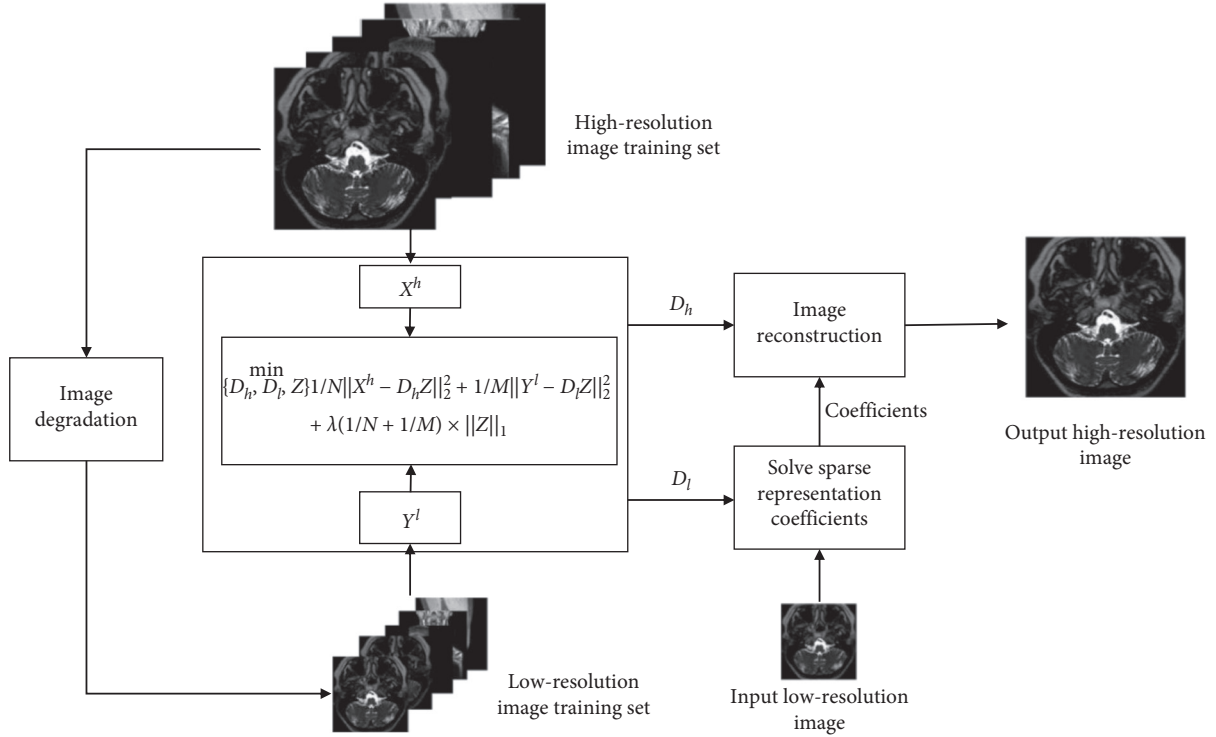 High-resolution
image training set
X^h
min
{D_h, D_l, Z}1/N||X^h – D_hZ||_2^2 + 1/M||Y^l – D_lZ||_2^2
+ λ(1/N + 1/M) × ||Z||_1
Y^l
Image
degradation
D_h
Image
reconstruction
Coefficients
D_l
Solve sparse
representation
coefficients
Output high-resolution
image
Low-resolution
image training set
Input low-resolution
image